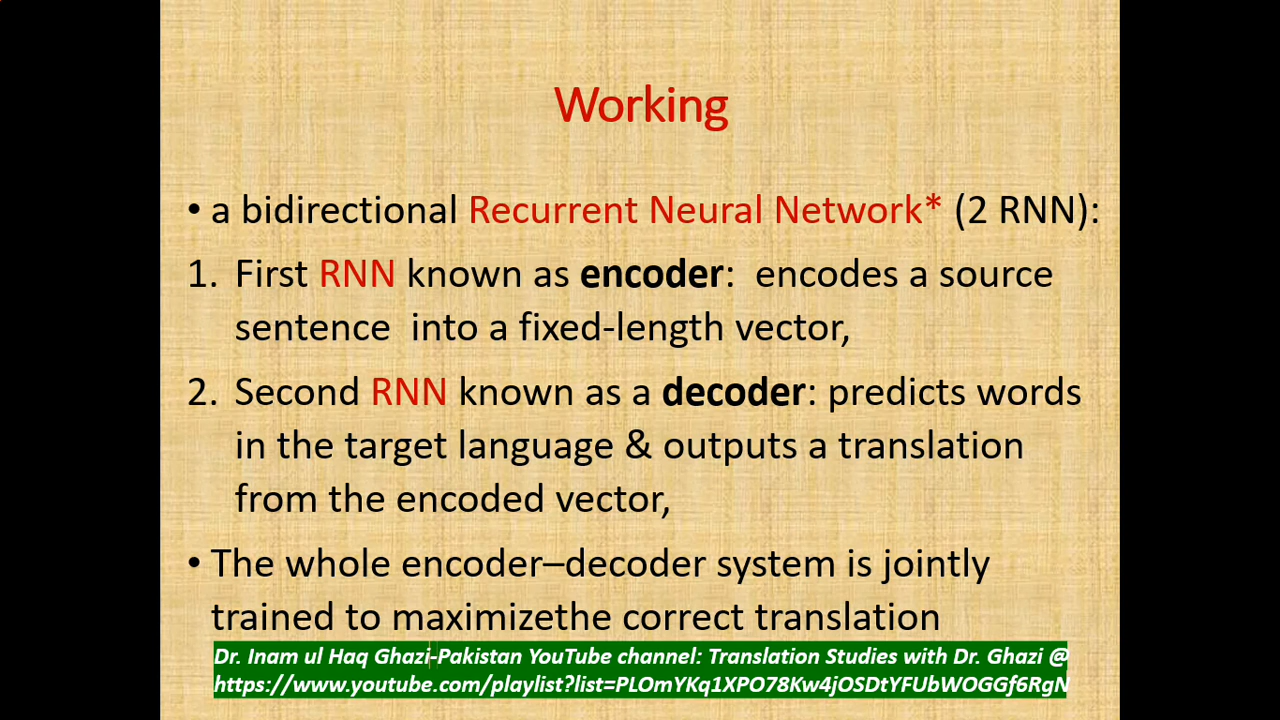 Working
• a bidirectional Recurrent Neural Network* (2 RNN):
1. First RNN known as encoder: encodes a source
sentence into a fixed-length vector,
2. Second RNN known as a decoder: predicts words
in the target language & outputs a translation
from the encoded vector,
• The whole encoder–decoder system is jointly
trained to maximizethe correct translation
Dr. Inam ul Haq Ghazi-Pakistan YouTube channel: Translation Studies with Dr. Ghazi @
https://www.youtube.com/playlist?list=PLOmYKq1XPO78Kw4jOSDtYFUbWOGGf6RgN